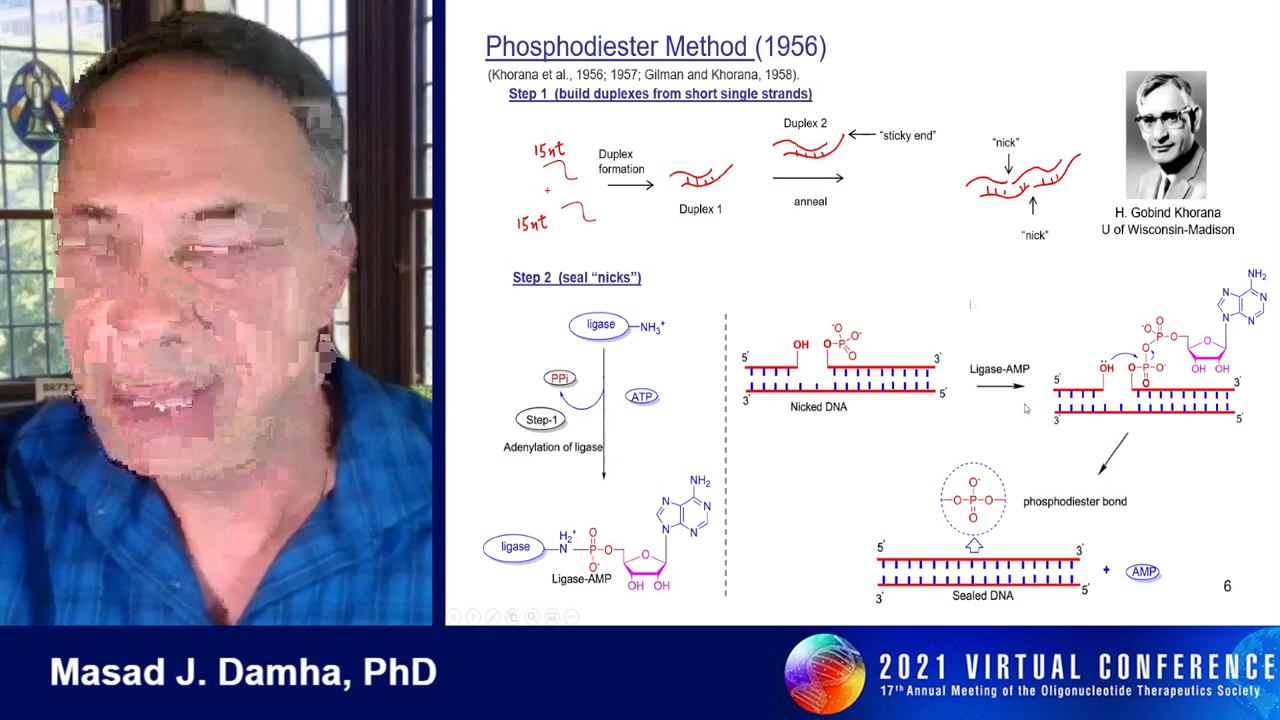 Phosphodiester Method (1956)
(Khorana et al., 1956; 1957; Gilman and Khorana, 1958).
Step 1 (build duplexes from short single strands)
15nt
+
15nt
Duplex
formation
Duplex 1
Duplex 2
"sticky end"
anneal
"nick"
"nick"
H. Gobind Khorana
U of Wisconsin-Madison
Step 2 (seal "nicks")
ligase
NH3+
PPi
ATP
Step-1
Adenylation of ligase
NH2
N
N
N
N
ligase
H2+
N
P
O
O
O-
O
OH OH
Ligase-AMP
5'
OH
O
P
-O
O-
O
3'
3'
5'
Nicked DNA
Ligase-AMP
NH2
N
N
N
N
O
-O
P
O
O
O
OH OH
5'
OH
O
P
O-
O
3'
3'
5'
O-
O
P
O
O
phosphodiester bond
5'
3'
3'
5'
Sealed DNA
+
AMP
6
Masad J. Damha, PhD
2021 VIRTUAL CONFERENCE
17th Annual Meeting of the Oligonucleotide Therapeutics Society